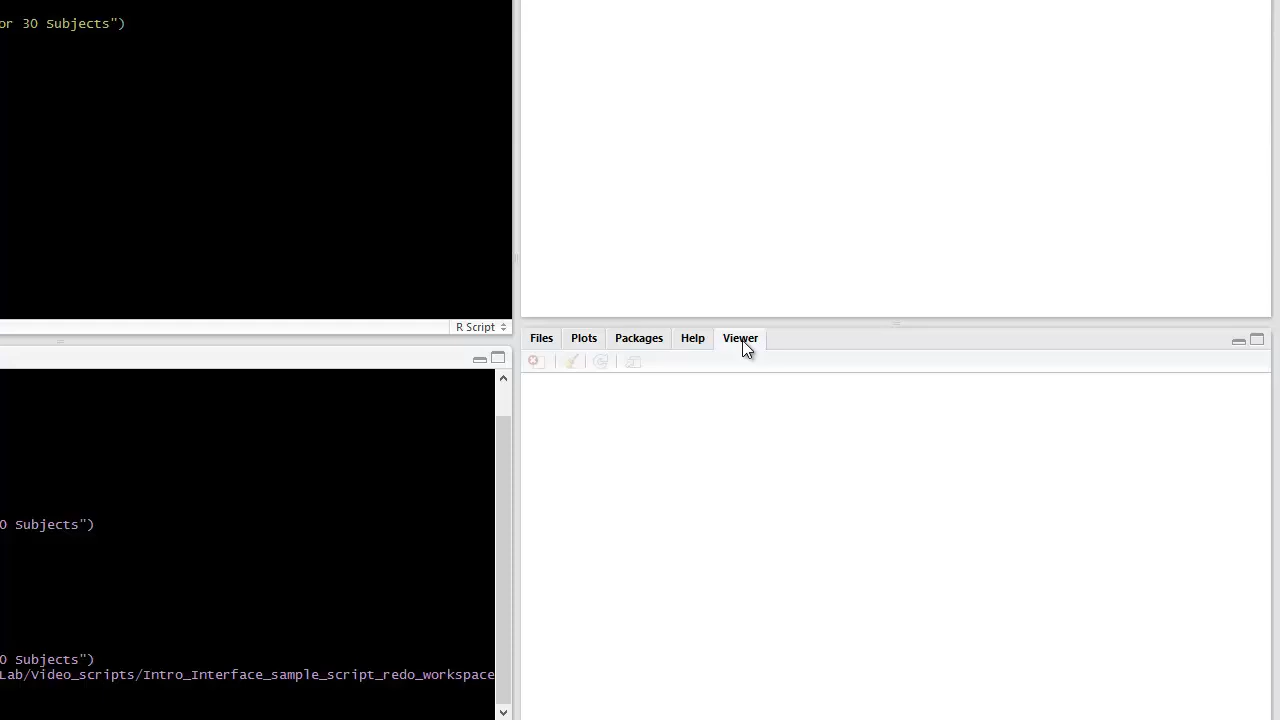 or 30 Subjects")
R Script
Files Plots Packages Help Viewer
0 Subjects")
0 Subjects")
Lab/Video_scripts/Intro_Interface_sample_script_redo_workspace